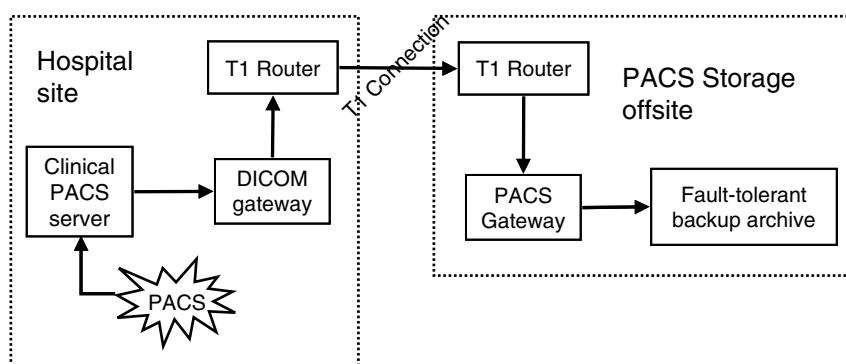 Hospital
site
T1 Router
T1 Connection
T1 Router
PACS Storage
offsite
Clinical
PACS
server
DICOM
gateway
PACS
Gateway
Fault-tolerant
backup archive
PACS